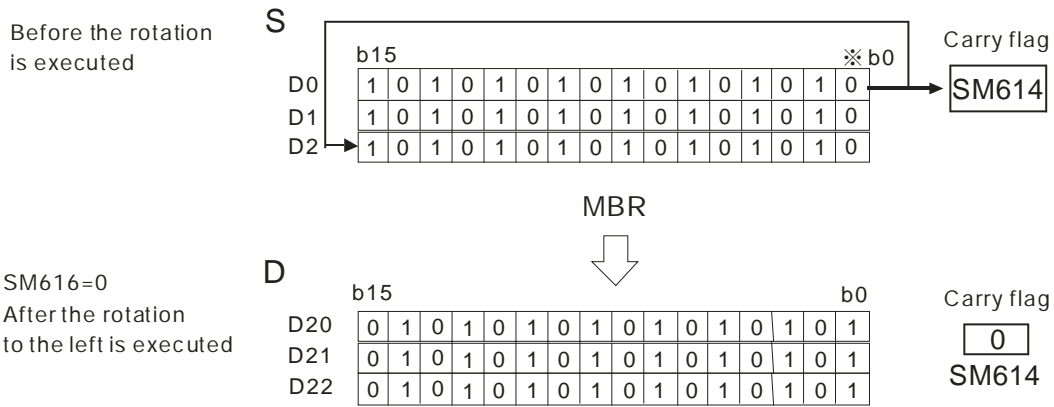 Before the rotation
is executed
S
b15 ※ b0
Carry flag
D0 1 0 1 0 1 0 1 0 1 0 1 0 1 0 1 0
SM614
D1 1 0 1 0 1 0 1 0 1 0 1 0 1 0 1 0
D2 1 0 1 0 1 0 1 0 1 0 1 0 1 0 1 0
MBR
SM616=0
After the rotation
to the left is executed
D
b15 b0
Carry flag
D20 0 1 0 1 0 1 0 1 0 1 0 1 0 1 0 1
0
D21 0 1 0 1 0 1 0 1 0 1 0 1 0 1 0 1
SM614
D22 0 1 0 1 0 1 0 1 0 1 0 1 0 1 0 1